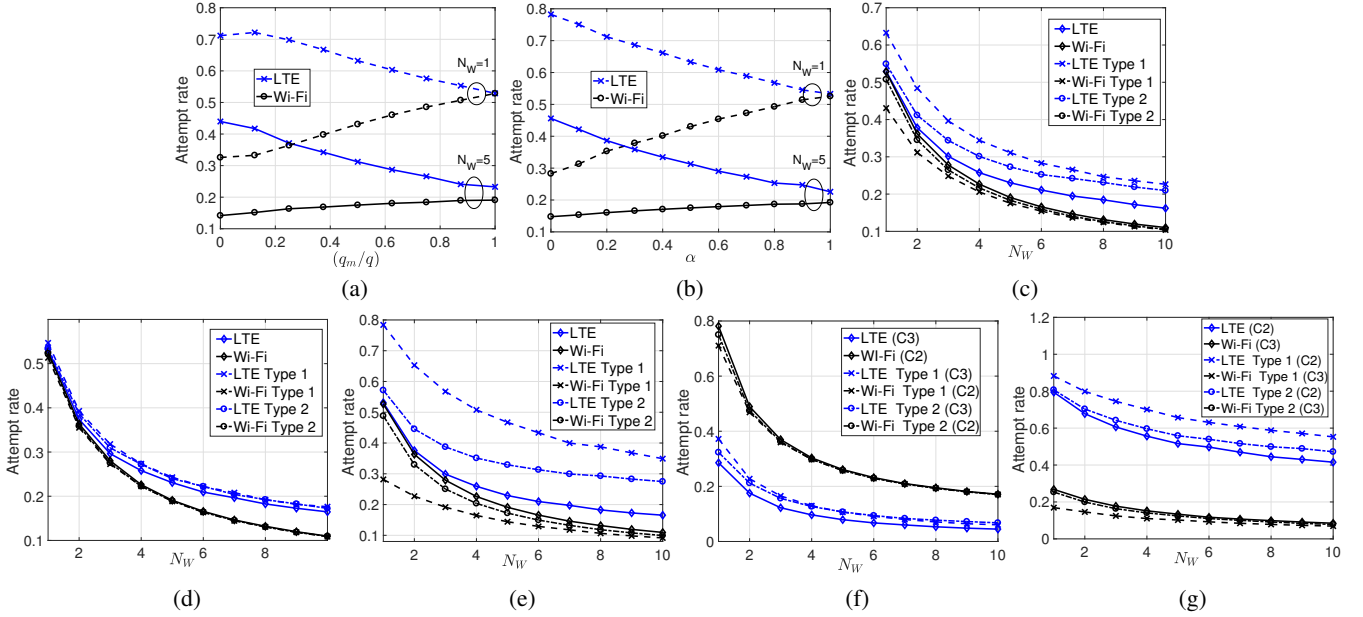 0.8
0.7
0.6
0.5
0.4
0.3
0.2
0.1
Attempt rate
N_W=1
LTE
Wi-Fi
N_W=5
0 0.2 0.4 0.6 0.8 1
(q_m/q)
(a)
0.8
0.7
0.6
0.5
0.4
0.3
0.2
0.1
Attempt rate
N_W=1
LTE
Wi-Fi
N_W=5
0 0.2 0.4 0.6 0.8 1
α
(b)
0.7
0.6
0.5
0.4
0.3
0.2
0.1
Attempt rate
LTE
Wi-Fi
LTE Type 1
Wi-Fi Type 1
LTE Type 2
Wi-Fi Type 2
2 4 6 8 10
N_W
(c)
0.5
0.4
0.3
0.2
0.1
Attempt rate
LTE
Wi-Fi
LTE Type 1
Wi-Fi Type 1
LTE Type 2
Wi-Fi Type 2
2 4 6 8
N_W
(d)
0.8
0.7
0.6
0.5
0.4
0.3
0.2
0.1
Attempt rate
LTE
Wi-Fi
LTE Type 1
Wi-Fi Type 1
LTE Type 2
Wi-Fi Type 2
2 4 6 8 10
N_W
(e)
0.8
0.6
0.4
0.2
0
Attempt rate
LTE (C3)
WI-Fi (C2)
LTE Type 1 (C3)
Wi-Fi Type 1 (C2)
LTE Type 2 (C3)
Wi-Fi Type 2 (C2)
2 4 6 8 10
N_W
(f)
1.2
1
0.8
0.6
0.4
0.2
0
Attempt rate
LTE (C2)
Wi-Fi (C3)
LTE Type 1 (C2)
Wi-Fi Type 1 (C3)
LTE Type 2 (C2)
Wi-Fi Type 2 (C3)
2 4 6 8 10
N_W
(g)